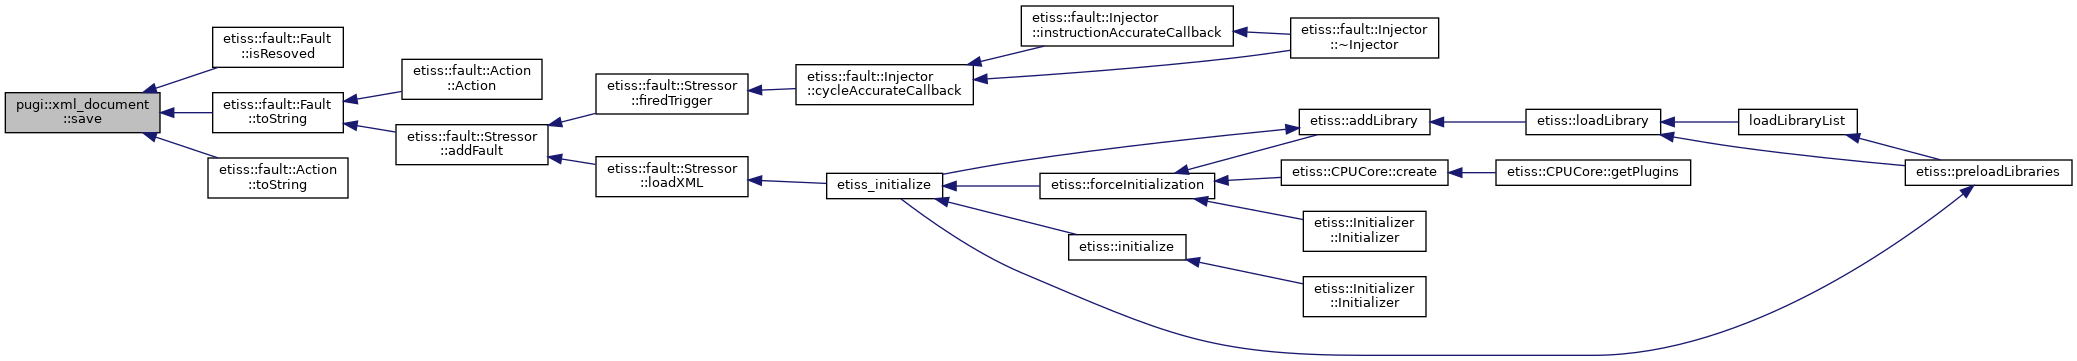 pugi::xml_document
::save
etiss::fault::Fault
::isResoved
etiss::fault::Fault
::toString
etiss::fault::Action
::toString
etiss::fault::Action
::Action
etiss::fault::Stressor
::addFault
etiss::fault::Stressor
::firedTrigger
etiss::fault::Stressor
::loadXML
etiss::fault::Injector
::cycleAccurateCallback
etiss_initialize
etiss::fault::Injector
::instructionAccurateCallback
etiss::fault::Injector
::~Injector
etiss::forceInitialization
etiss::initialize
etiss::addLibrary
etiss::CPUCore::create
etiss::Initializer
::Initializer
etiss::Initializer
::Initializer
etiss::loadLibrary
etiss::CPUCore::getPlugins
loadLibraryList
etiss::preloadLibraries